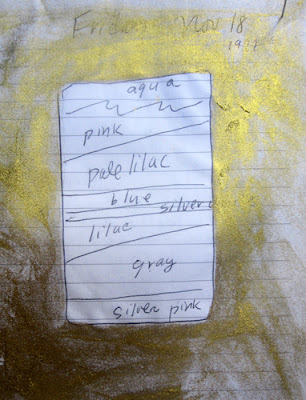 Friday Nov 18
aqua
pink
pale lilac
blue
silver
lilac
gray
silver pink